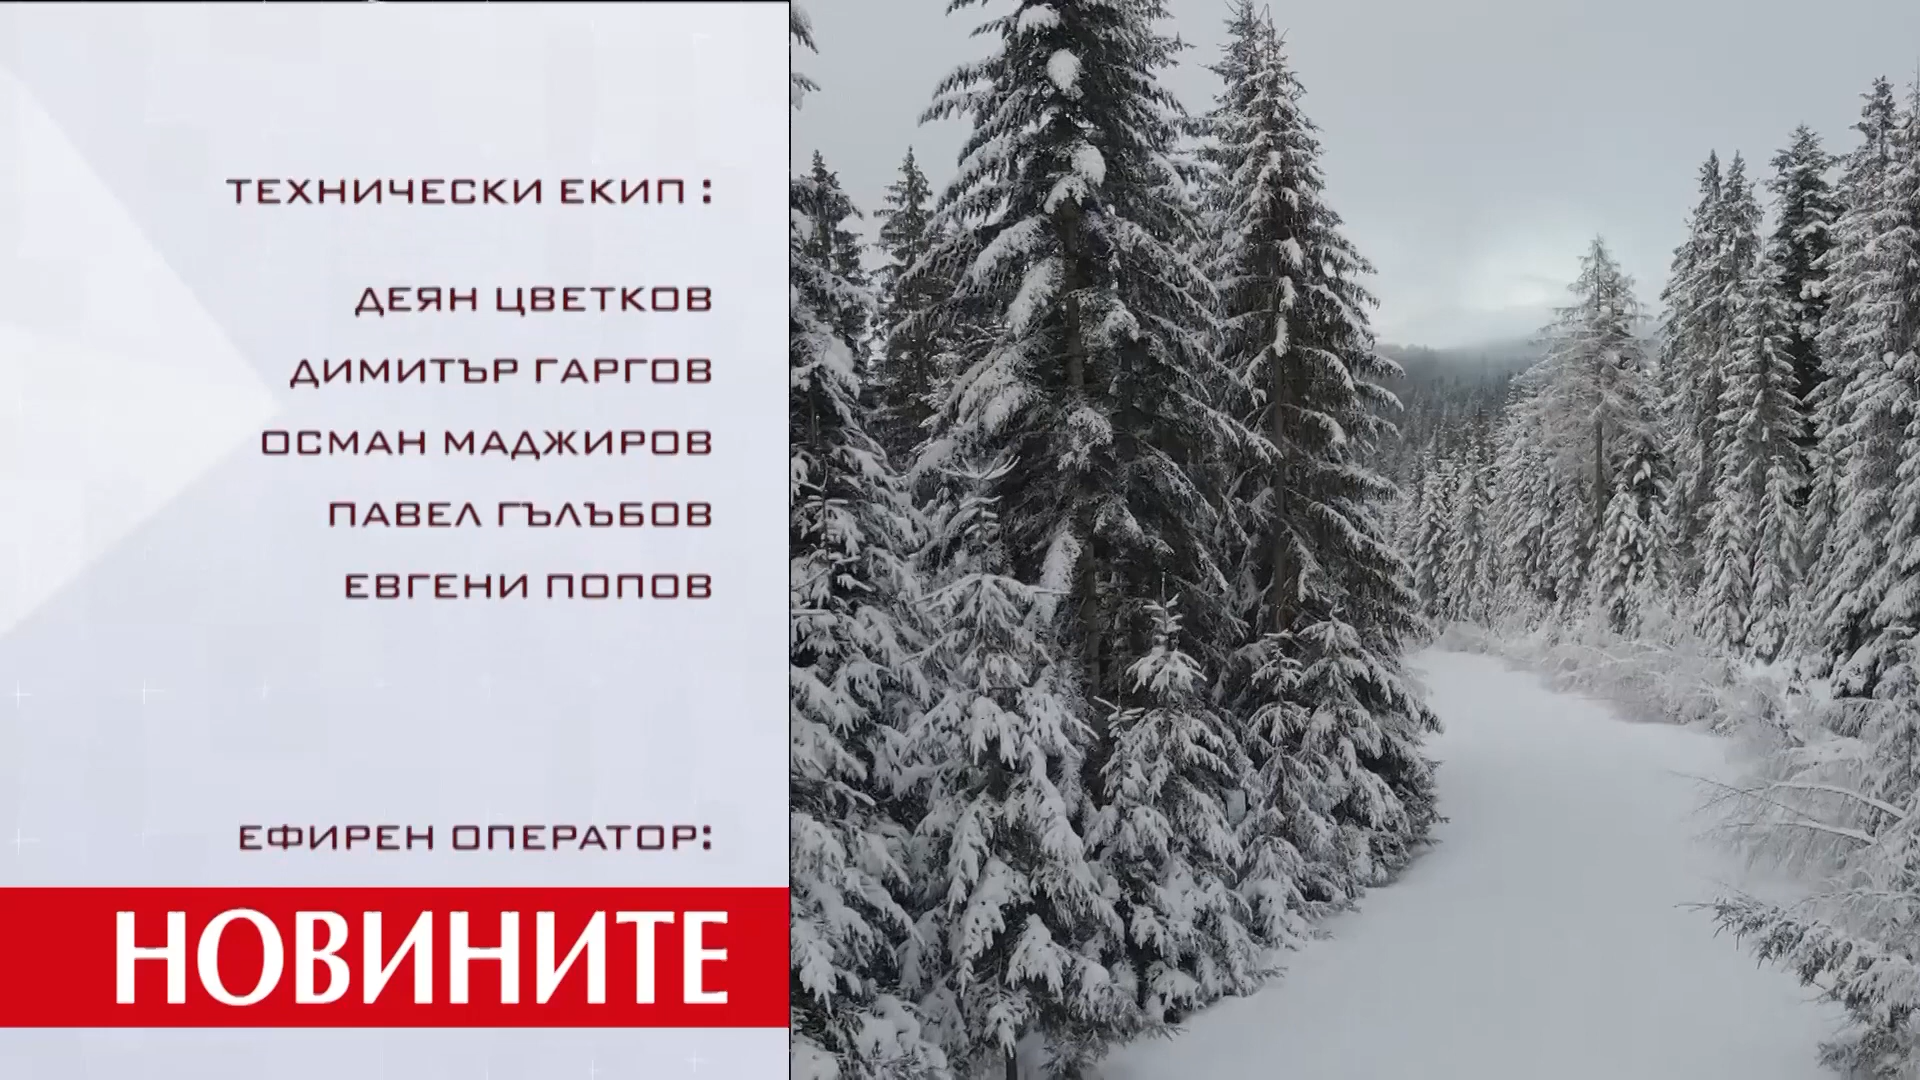 ТЕХНИЧЕСКИ ЕКИП :
ДЕЯН ЦВЕТКОВ
ДИМИТЪР ГАРГОВ
ОСМАН МАДЖИРОВ
ПАВЕЛ ГЪЛЪБОВ
ЕВГЕНИ ПОПОВ
ЕФИРЕН ОПЕРАТОР:
НОВИНИТЕ